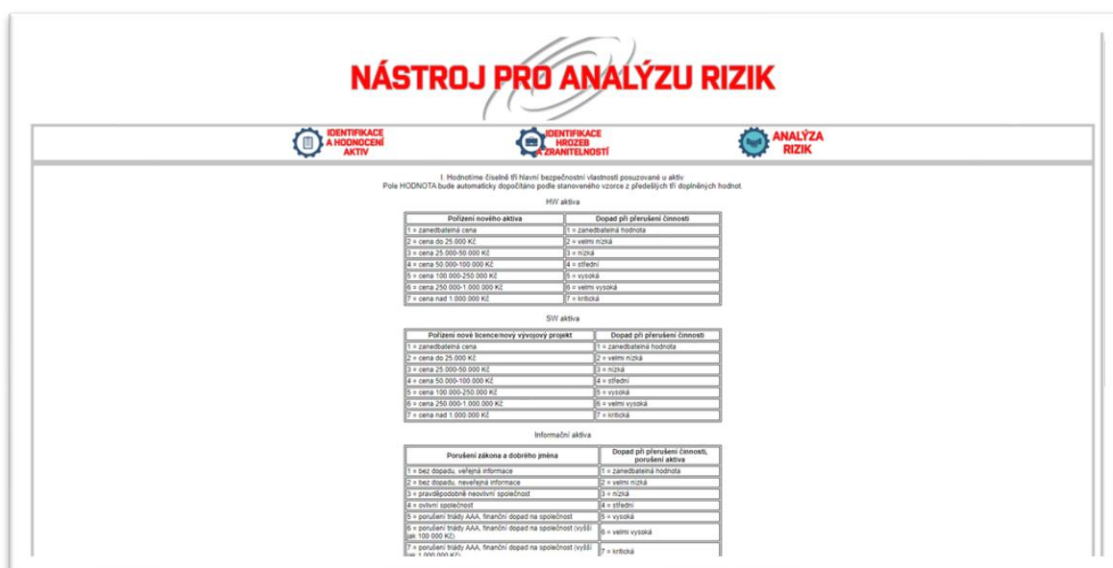 NÁSTROJ PRO ANALÝZU RIZIK
IDENTIFIKACE
A HODNOCENÍ
AKTIV
IDENTIFIKACE
HROZEB
A ZRANITELNOSTÍ
ANALÝZA
RIZIK
I. Hodnotíme číselně tři hlavní bezpečnostní vlastnosti posuzované u aktiv
Pole HODNOTA bude automaticky dopočítáno podle stanoveného vzorce z předešlých tří doplněných hodnot.
HW aktiva
Pořízení nového aktiva Dopad při přerušení činnosti
1 = zanedbatelná cena 1 = zanedbatelná hodnota
2 = cena do 25.000 Kč 2 = velmi nízká
3 = cena 25.000-50.000 Kč 3 = nízká
4 = cena 50.000-100.000 Kč 4 = střední
5 = cena 100.000-250.000 Kč 5 = vysoká
6 = cena 250.000-1.000.000 Kč 6 = velmi vysoká
7 = cena nad 1.000.000 Kč 7 = kritická
SW aktiva
Pořízení nové licence/nový vývojový projekt Dopad při přerušení činnosti
1 = zanedbatelná cena 1 = zanedbatelná hodnota
2 = cena do 25.000 Kč 2 = velmi nízká
3 = cena 25.000-50.000 Kč 3 = nízká
4 = cena 50.000-100.000 Kč 4 = střední
5 = cena 100.000-250.000 Kč 5 = vysoká
6 = cena 250.000-1.000.000 Kč 6 = velmi vysoká
7 = cena nad 1.000.000 Kč 7 = kritická
Informační aktiva
Porušení zákona a dobrého jména Dopad při přerušení činnosti,
porušení aktiva
1 = bez dopadu, veřejná informace 1 = zanedbatelná hodnota
2 = bez dopadu, neveřejná informace 2 = velmi nízká
3 = pravděpodobně neovlivní společnost 3 = nízká
4 = ovlivní společnost 4 = střední
5 = porušení triády AAA, finanční dopad na společnost 5 = vysoká
6 = porušení triády AAA, finanční dopad na společnost (vyšší
jak 100 000 Kč) 6 = velmi vysoká
7 = porušení triády AAA, finanční dopad na společnost (vyšší
jak 1 000 000 Kč) 7 = kritická